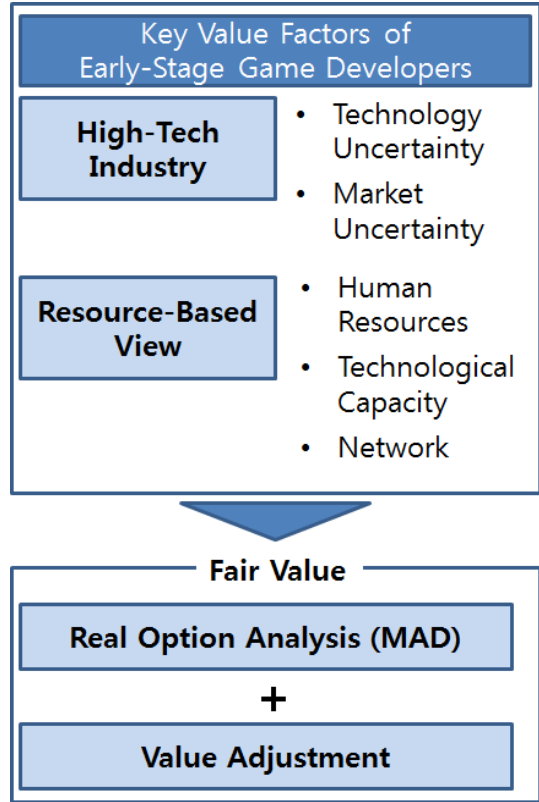 Key Value Factors of
Early-Stage Game Developers
High-Tech
Industry
• Technology
Uncertainty
• Market
Uncertainty
Resource-Based
View
• Human
Resources
• Technological
Capacity
• Network
Fair Value
Real Option Analysis (MAD)
+
Value Adjustment